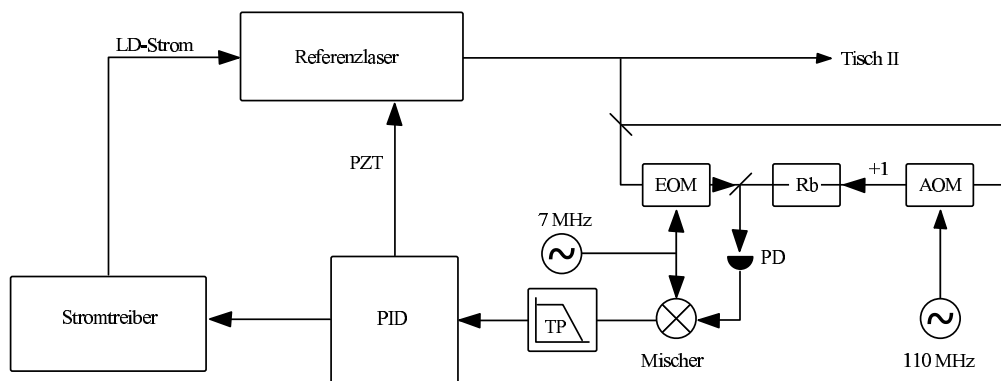 LD-Strom
Referenzlaser
Tisch II
PZT
EOM
Rb
+1
AOM
7 MHz
PD
Stromtreiber
PID
TP
Mischer
110 MHz